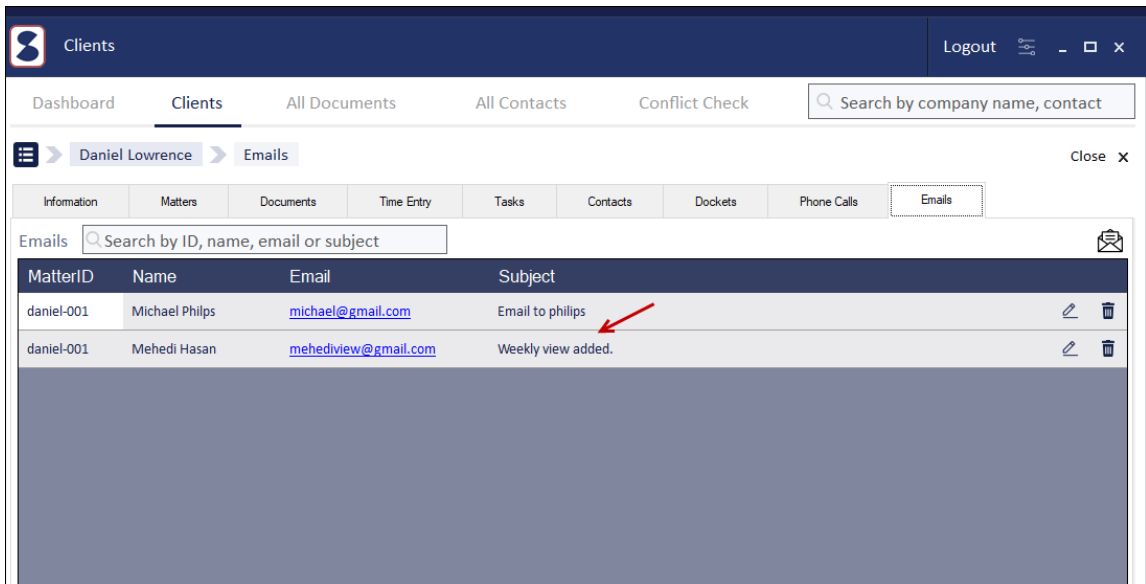 Clients Logout
Dashboard Clients All Documents All Contacts Conflict Check Search by company name, contact
Daniel Lowrence Emails Close x
Information Matters Documents Time Entry Tasks Contacts Dockets Phone Calls Emails
Emails Search by ID, name, email or subject
MatterID Name Email Subject
daniel-001 Michael Philps michael@gmail.com Email to philips
daniel-001 Mehedi Hasan mehediview@gmail.com Weekly view added.